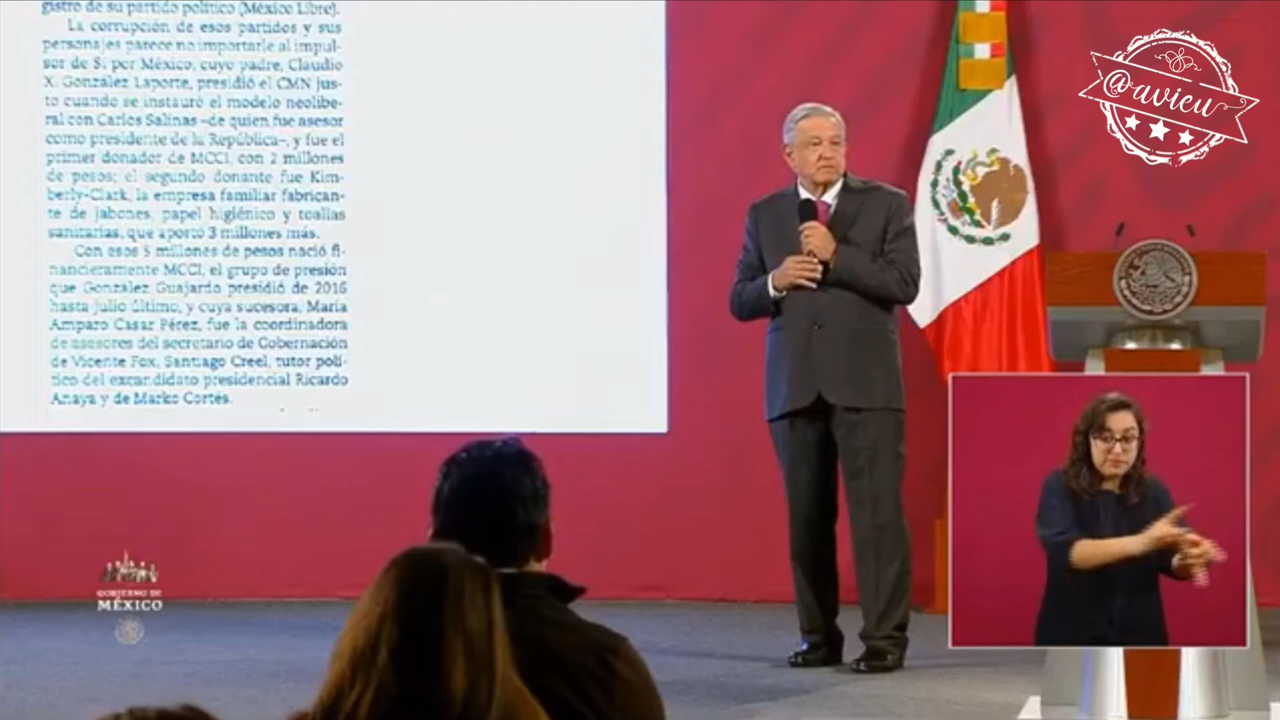 gistro de su partido político (México Libre).
La corrupción de esos partidos y sus
personajes parece no importarle al impul-
sor de Sí por México, cuyo padre, Claudio
X. González Laporte, presidió el CMN jus-
to cuando se instauró el modelo neolibe-
ral con Carlos Salinas –de quien fue asesor
como presidente de la República–, y fue el
primer donador de MCCI, con 2 millones
de pesos; el segundo donante fue Kim-
berly-Clark, la empresa familiar fabrican-
te de jabones, papel higiénico y toallas
sanitarias, que aportó 3 millones más.
Con esos 5 millones de pesos nació fi-
nancieramente MCCI, el grupo de presión
que González Guajardo presidió de 2016
hasta julio último, y cuya sucesora, María
Amparo Casar Pérez, fue la coordinadora
de asesores del secretario de Gobernación
de Vicente Fox, Santiago Creel, tutor polí-
tico del excandidato presidencial Ricardo
Anaya y de Marko Cortés.
@avieu
GOBIERNO DE
MÉXICO